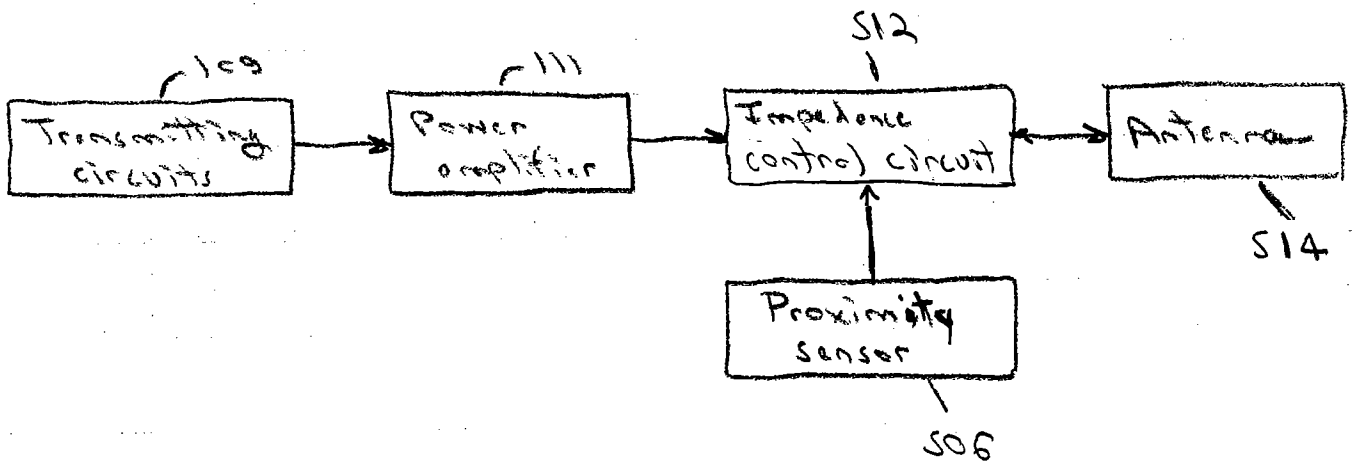 512
109
111
Transmitting
circuits
Power
amplifier
Impedance
control circuit
Antenna
514
Proximity
sensor
506